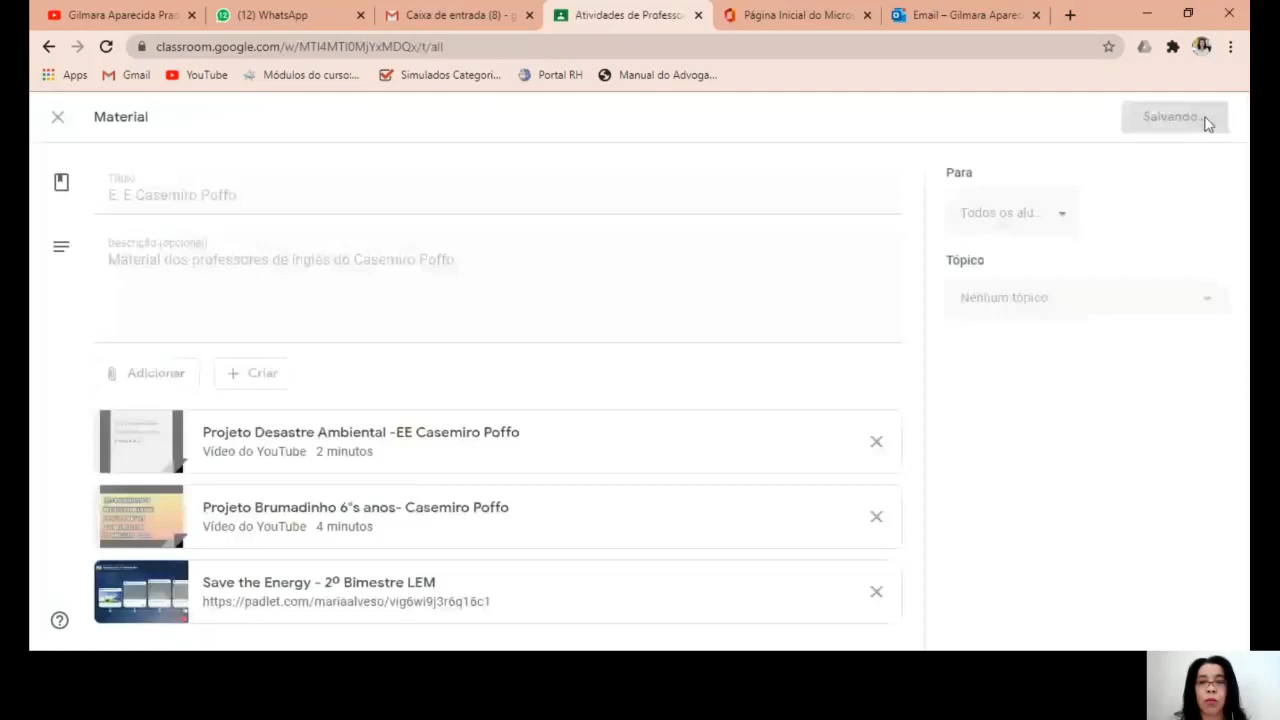 Gilmara Aparecida Prac
(12) WhatsApp
Caixa de entrada (8) - g
Atividades de Professo
Página Inicial do Micros
Email – Gilmara Aparec
classroom.google.com/w/MTI4MTI0MjYxMDQx/t/all
Apps
Gmail
YouTube
Módulos do curso:...
Simulados Categori...
Portal RH
Manual do Advoga...
Material
Salvando...
Título
E. E Casemiro Poffo
Descrição (opcional)
Material dos professores de inglês do Casemiro Poffo
Adicionar
Criar
Projeto Desastre Ambiental -EE Casemiro Poffo
Vídeo do YouTube 2 minutos
Projeto Brumadinho 6°s anos- Casemiro Poffo
Vídeo do YouTube 4 minutos
Save the Energy - 2º Bimestre LEM
https://padlet.com/mariaalveso/vig6wi9j3r6q16c1
Para
Todos os alu...
Tópico
Nenhum tópico